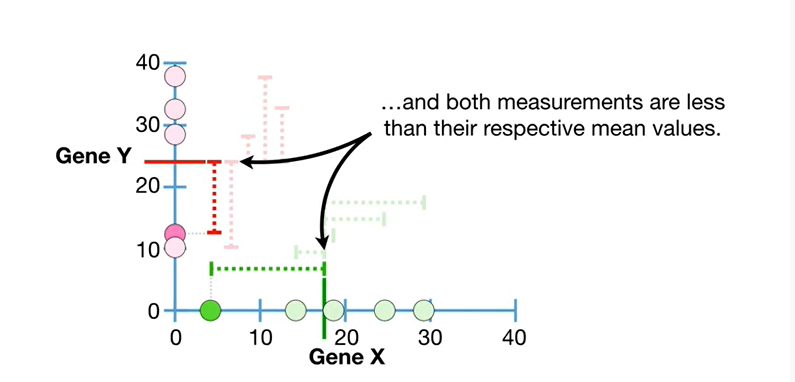 40
…and both measurements are less
than their respective mean values.
30
Gene Y
20
10
0
0 10 20 30 40
Gene X